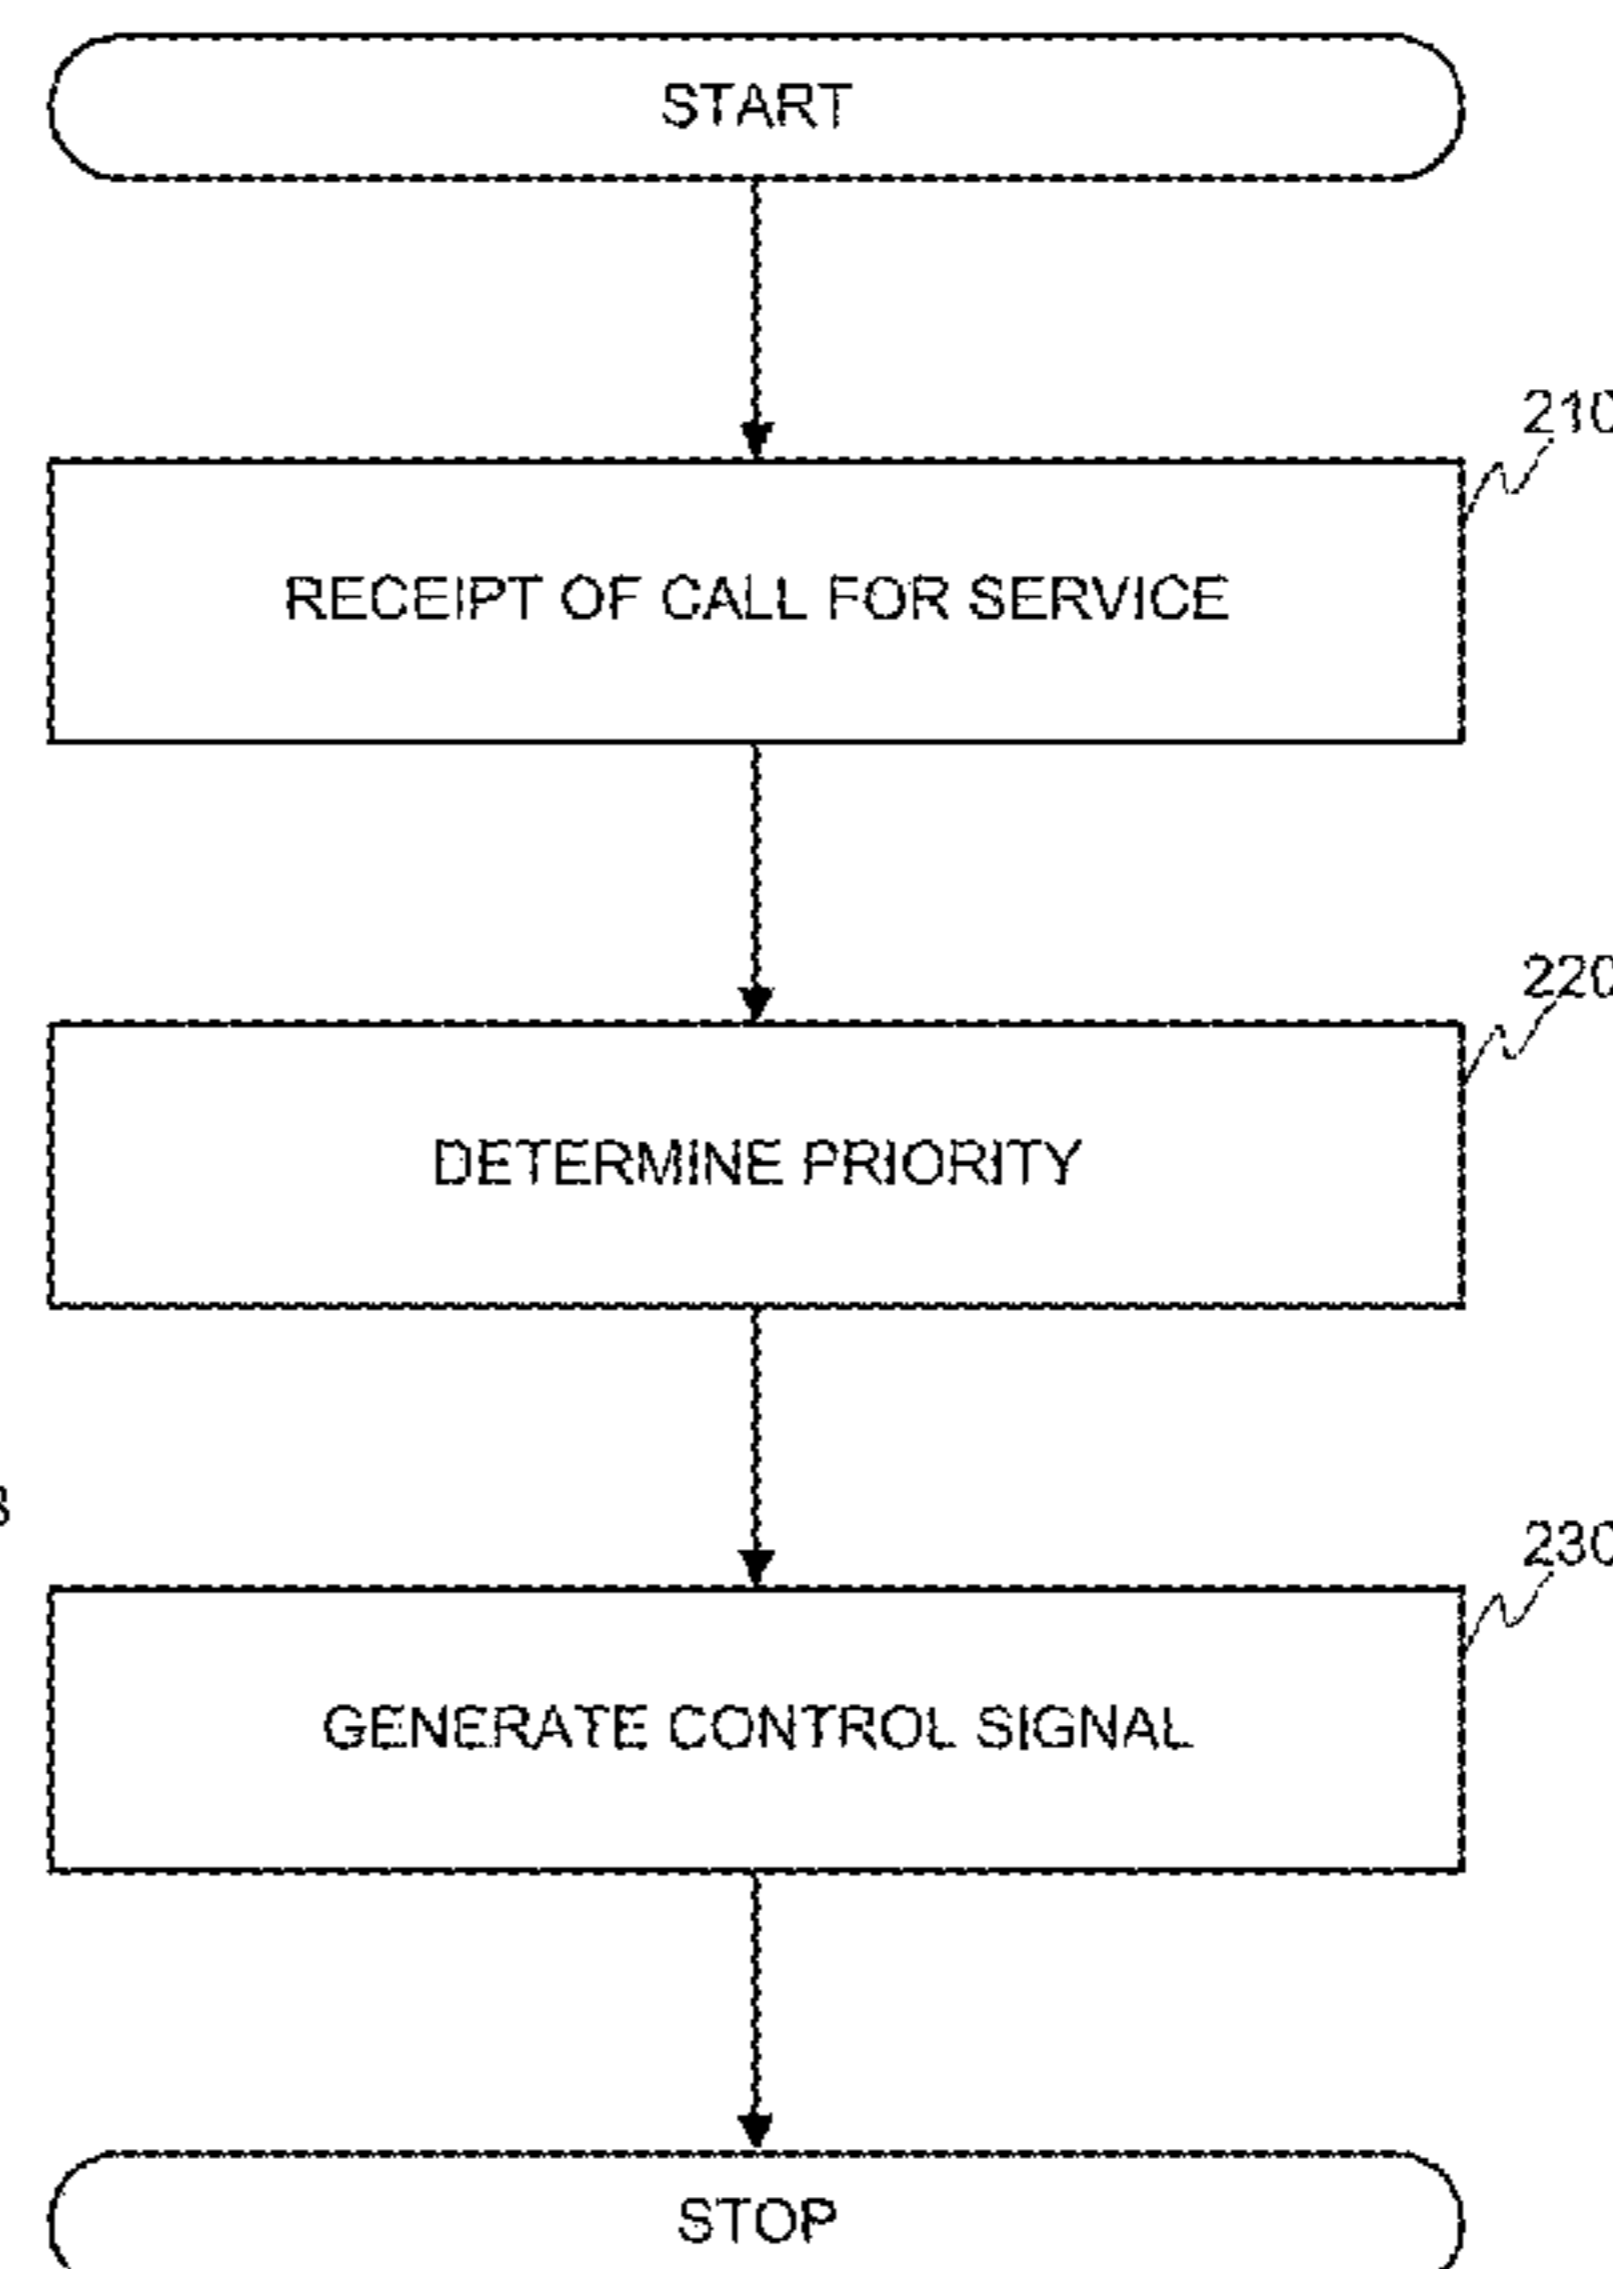 START
210
RECEIPT OF CALL FOR SERVICE
220
DETERMINE PRIORITY
230
GENERATE CONTROL SIGNAL
STOP